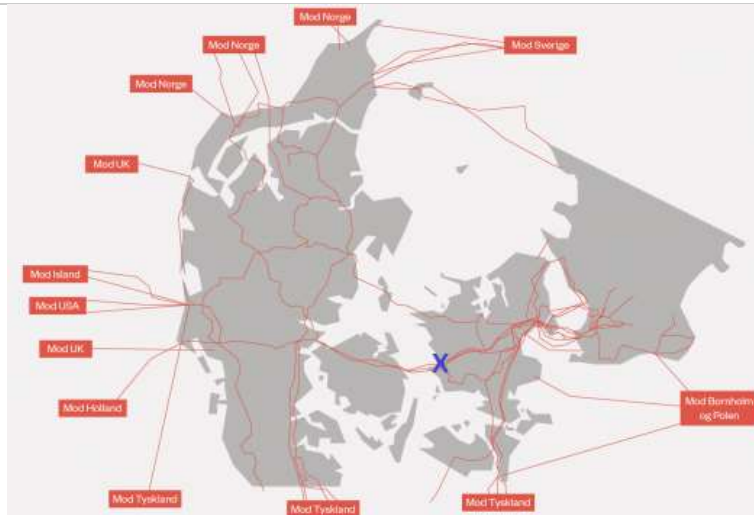 Mod Norge
Mod Norge
Mod Sverige
Mod Norge
Mod UK
Mod Island
Mod USA
Mod UK
Mod Holland
Mod Bornholm
og Polen
Mod Tyskland
Mod Tyskland
Mod Tyskland
X